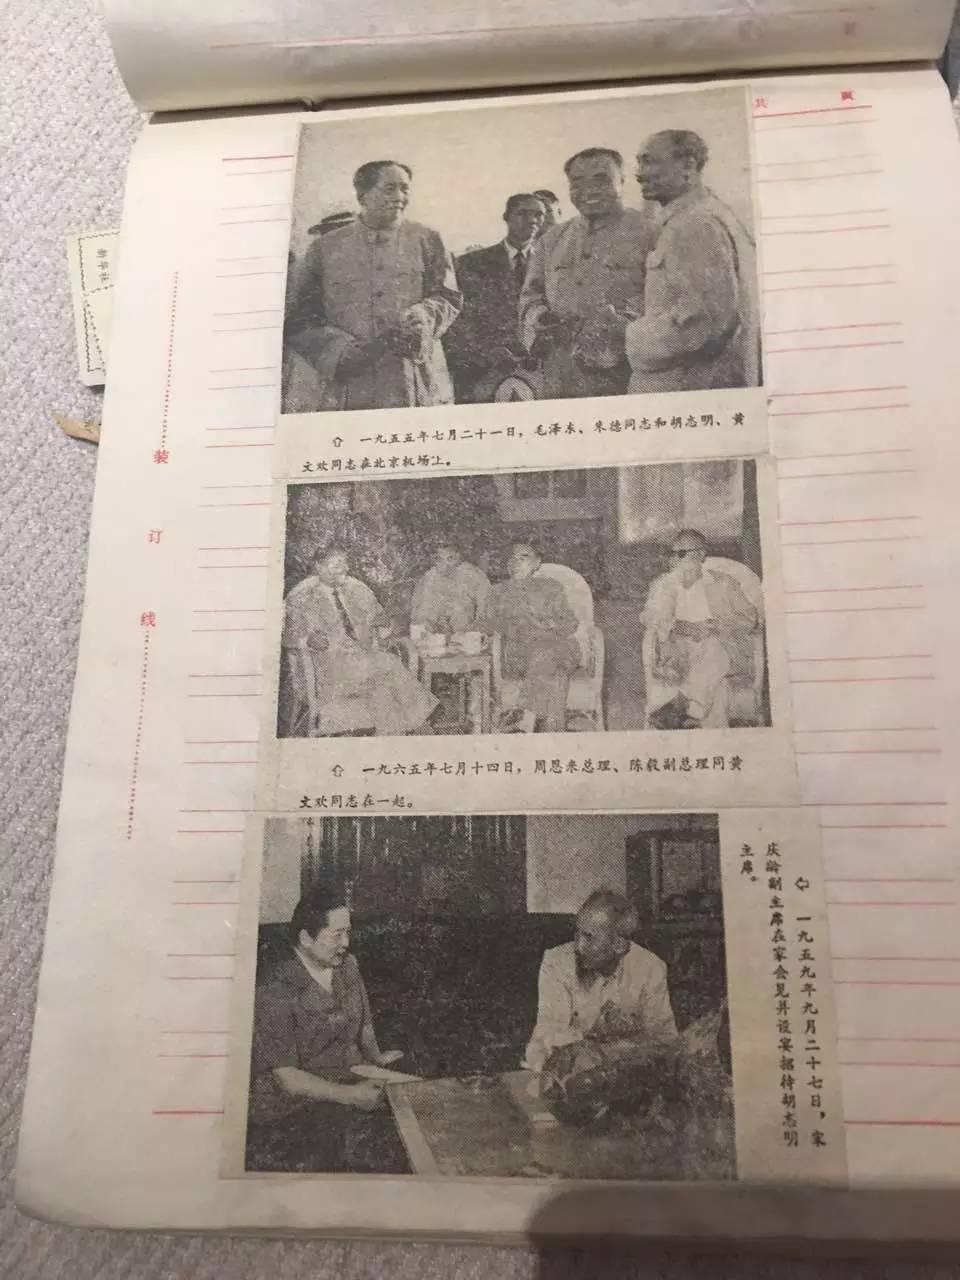 共 页
新华社
⇧ 一九五五年七月二十一日，毛泽东、朱德同志和胡志明、黄
文欢同志在北京机场上。
装
订
线
⇧ 一九六五年七月十四日，周恩来总理、陈毅副总理同黄
文欢同志在一起。
⇦ 一九五九年九月二十七日，宋
庆龄副主席在家会见并设宴招待胡志明
主席。